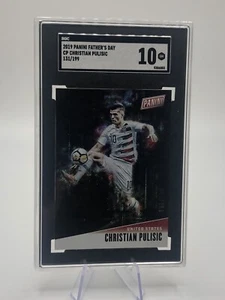 2019 PANINI FATHER'S DAY
CP CHRISTIAN PULISIC
131/199
10
PANINI
UNITED STATES
CHRISTIAN PULISIC